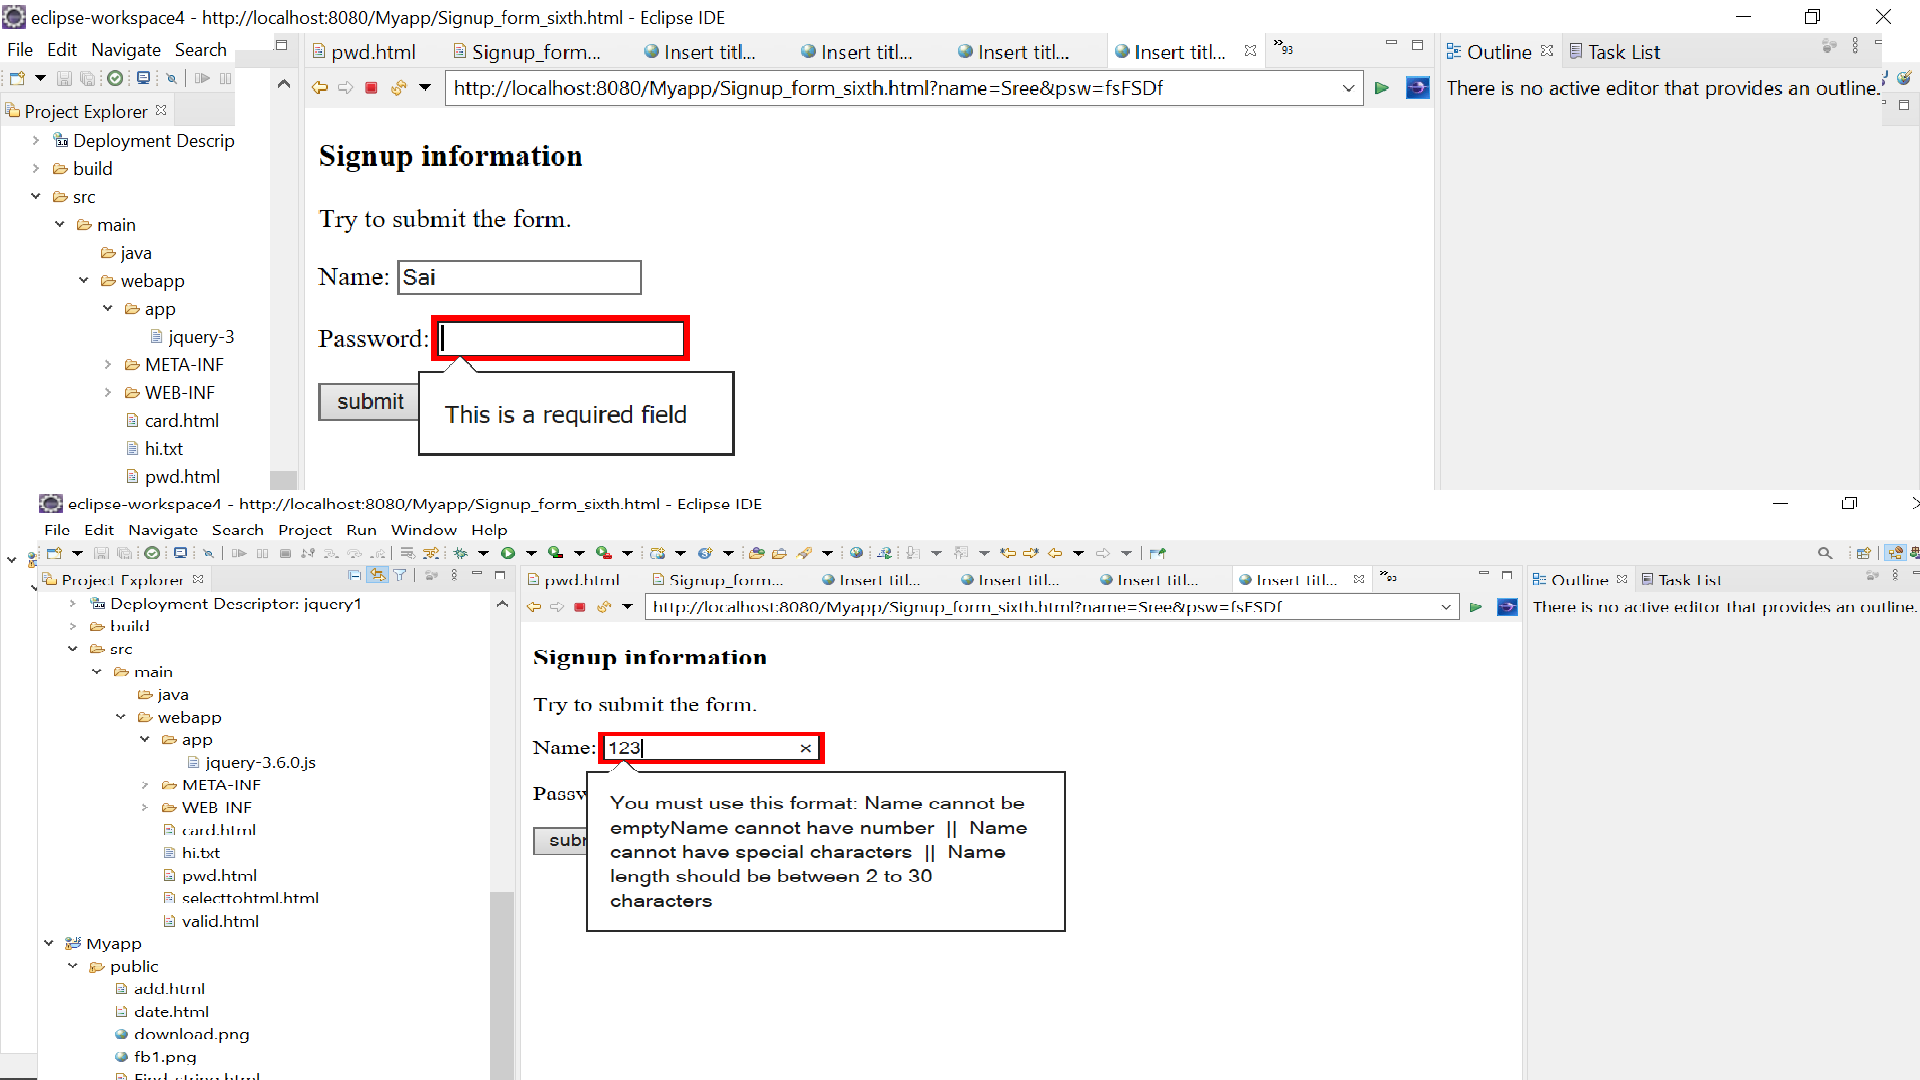 eclipse-workspace4 - http://localhost:8080/Myapp/Signup_form_sixth.html - Eclipse IDE
File Edit Navigate Search
pwd.html Signup_form... Insert titl... Insert titl... Insert titl... Insert titl... »93
Outline Task List
http://localhost:8080/Myapp/Signup_form_sixth.html?name=Sree&psw=fsFSDf
There is no active editor that provides an outline.
Project Explorer
Deployment Descrip
build
src
main
java
webapp
app
jquery-3
META-INF
WEB-INF
card.html
hi.txt
pwd.html
Signup information
Try to submit the form.
Name: Sai
Password:
submit
This is a required field
eclipse-workspace4 - http://localhost:8080/Myapp/Signup_form_sixth.html - Eclipse IDE
File Edit Navigate Search Project Run Window Help
Project Explorer
pwd.html Signup_form... Insert titl... Insert titl... Insert titl... Insert titl... »93
Outline Task List
http://localhost:8080/Myapp/Signup_form_sixth.html?name=Sree&psw=fsFSDf
There is no active editor that provides an outline.
Deployment Descriptor: jquery1
build
src
main
java
webapp
app
jquery-3.6.0.js
META-INF
WEB-INF
card.html
hi.txt
pwd.html
selecttohtml.html
valid.html
Myapp
public
add.html
date.html
download.png
fb1.png
Find_string.html
Signup information
Try to submit the form.
Name: 123
Passw
subr
You must use this format: Name cannot be
emptyName cannot have number || Name
cannot have special characters || Name
length should be between 2 to 30
characters